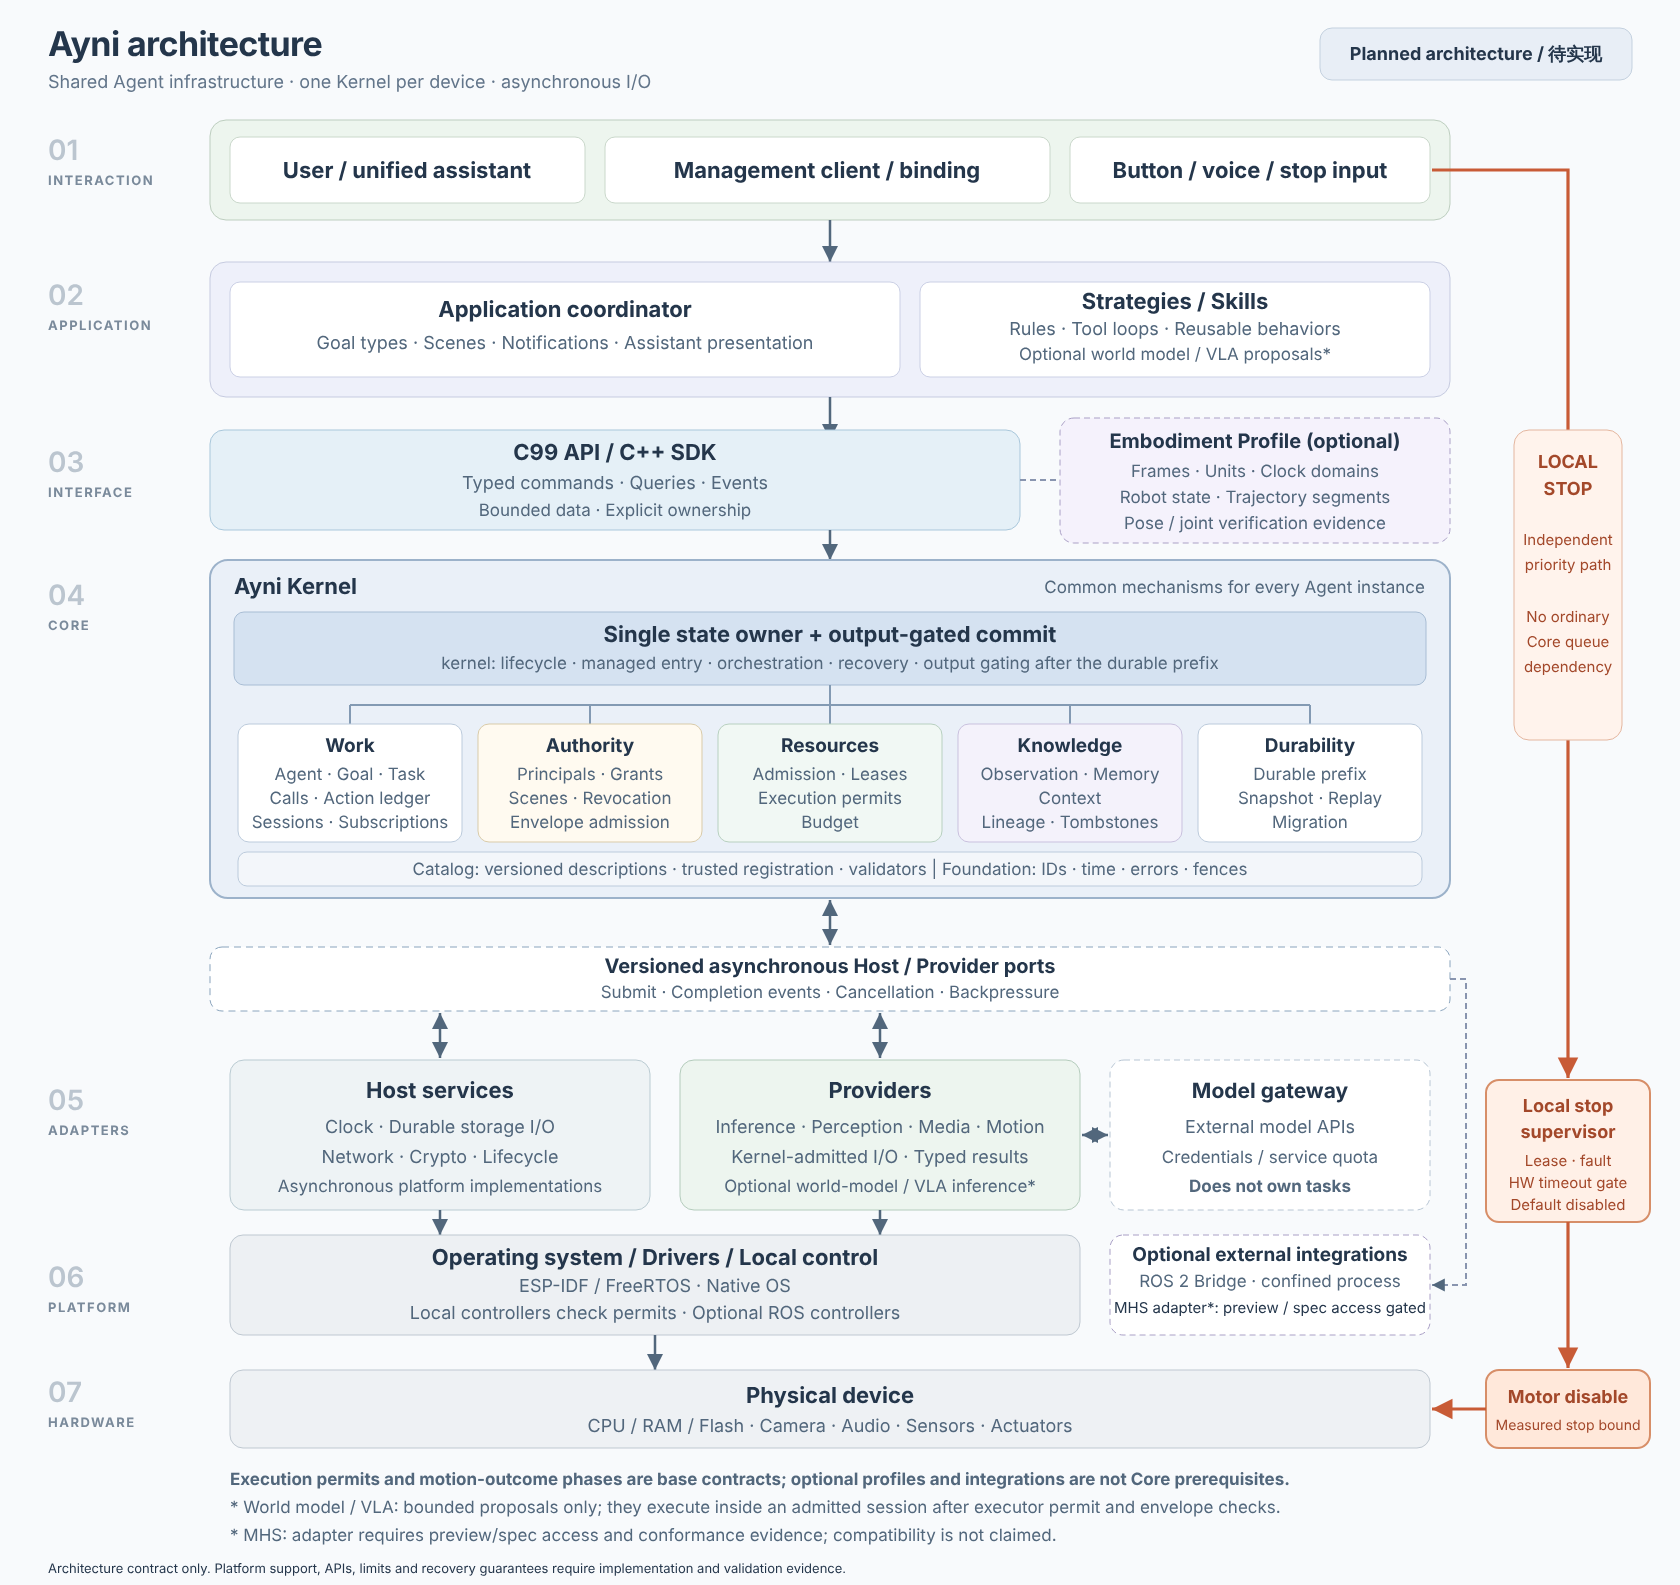 Ayni architecture
Shared Agent infrastructure · one Kernel per device · asynchronous I/O
Planned architecture / 待实现
01
INTERACTION
User / unified assistant
Management client / binding
Button / voice / stop input
02
APPLICATION
Application coordinator
Goal types · Scenes · Notifications · Assistant presentation
Strategies / Skills
Rules · Tool loops · Reusable behaviors
Optional world model / VLA proposals*
03
INTERFACE
C99 API / C++ SDK
Typed commands · Queries · Events
Bounded data · Explicit ownership
Embodiment Profile (optional)
Frames · Units · Clock domains
Robot state · Trajectory segments
Pose / joint verification evidence
LOCAL
STOP
Independent
priority path
No ordinary
Core queue
dependency
04
CORE
Ayni Kernel
Common mechanisms for every Agent instance
Single state owner + output-gated commit
kernel: lifecycle · managed entry · orchestration · recovery · output gating after the durable prefix
Work
Agent · Goal · Task
Calls · Action ledger
Sessions · Subscriptions
Authority
Principals · Grants
Scenes · Revocation
Envelope admission
Resources
Admission · Leases
Execution permits
Budget
Knowledge
Observation · Memory
Context
Lineage · Tombstones
Durability
Durable prefix
Snapshot · Replay
Migration
Catalog: versioned descriptions · trusted registration · validators | Foundation: IDs · time · errors · fences
Versioned asynchronous Host / Provider ports
Submit · Completion events · Cancellation · Backpressure
05
ADAPTERS
Host services
Clock · Durable storage I/O
Network · Crypto · Lifecycle
Asynchronous platform implementations
Providers
Inference · Perception · Media · Motion
Kernel-admitted I/O · Typed results
Optional world-model / VLA inference*
Model gateway
External model APIs
Credentials / service quota
Does not own tasks
Local stop
supervisor
Lease · fault
HW timeout gate
Default disabled
06
PLATFORM
Operating system / Drivers / Local control
ESP-IDF / FreeRTOS · Native OS
Local controllers check permits · Optional ROS controllers
Optional external integrations
ROS 2 Bridge · confined process
MHS adapter*: preview / spec access gated
07
HARDWARE
Physical device
CPU / RAM / Flash · Camera · Audio · Sensors · Actuators
Motor disable
Measured stop bound
Execution permits and motion-outcome phases are base contracts; optional profiles and integrations are not Core prerequisites.
* World model / VLA: bounded proposals only; they execute inside an admitted session after executor permit and envelope checks.
* MHS: adapter requires preview/spec access and conformance evidence; compatibility is not claimed.
Architecture contract only. Platform support, APIs, limits and recovery guarantees require implementation and validation evidence.